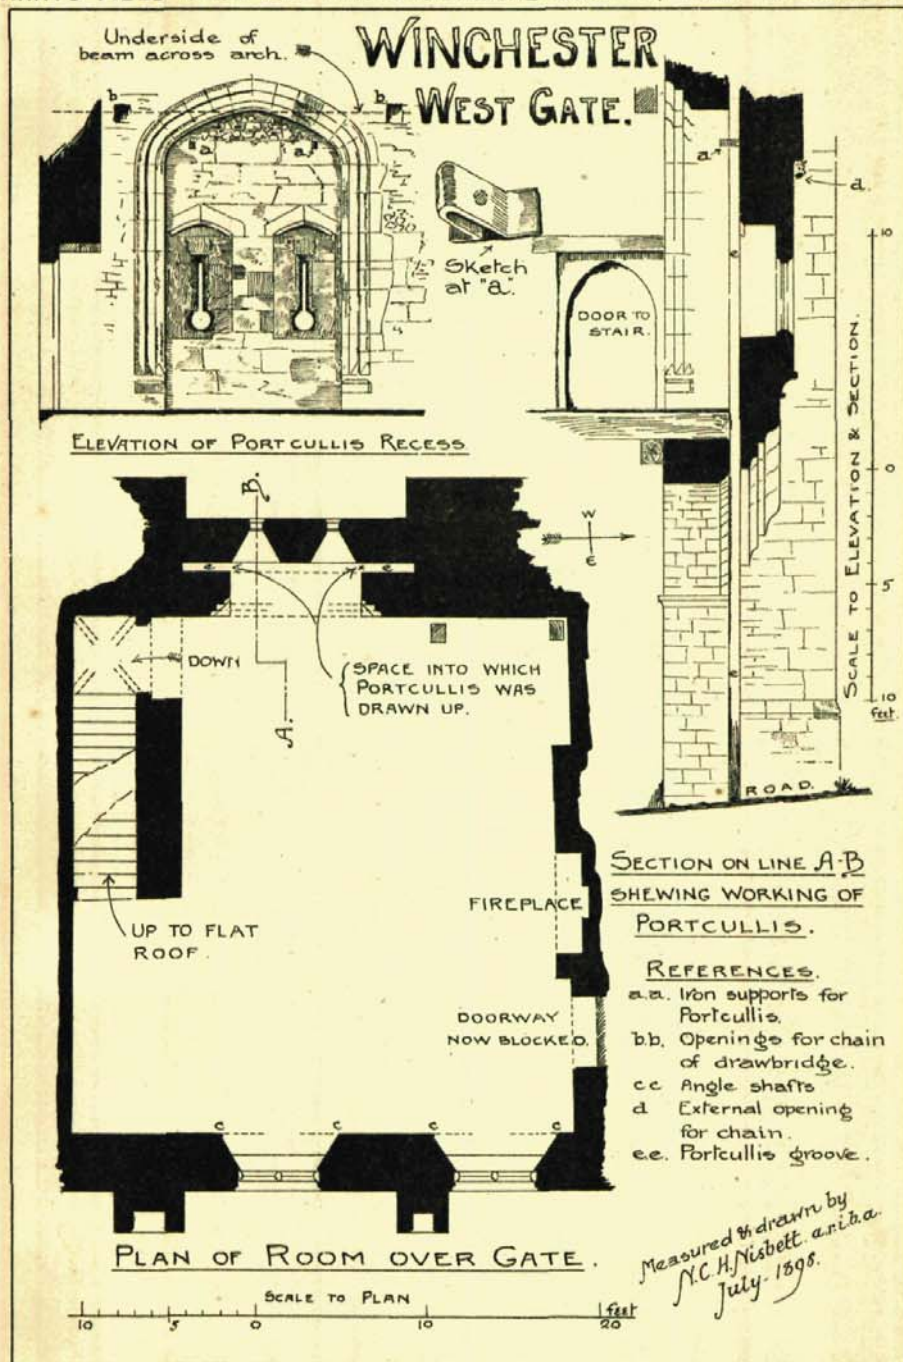 WINCHESTER
WEST GATE.
Underside of
beam across arch.
b
b
a
a
Sketch
at "a".
a
d.
e
DOOR TO
STAIR.
ELEVATION OF PORTCULLIS RECESS
10
0
5
10
feet.
SCALE TO ELEVATION & SECTION.
B.
W
E
e
e
DOWN
SPACE INTO WHICH
PORTCULLIS WAS
DRAWN UP.
A.
e
ROAD.
UP TO FLAT
ROOF.
FIREPLACE
DOORWAY
NOW BLOCKED.
c
c
c
c
SECTION ON LINE A-B
SHEWING WORKING OF
PORTCULLIS.
REFERENCES.
a.a. Iron supports for
Portcullis.
b.b. Openings for chain
of drawbridge.
cc Angle shafts
d External opening
for chain.
e.e. Portcullis groove.
PLAN OF ROOM OVER GATE.
Measured & drawn by
N.C.H. Nisbett. a.r.i.b.a.
July. 1898.
SCALE TO PLAN
10
5
0
10
20
feet